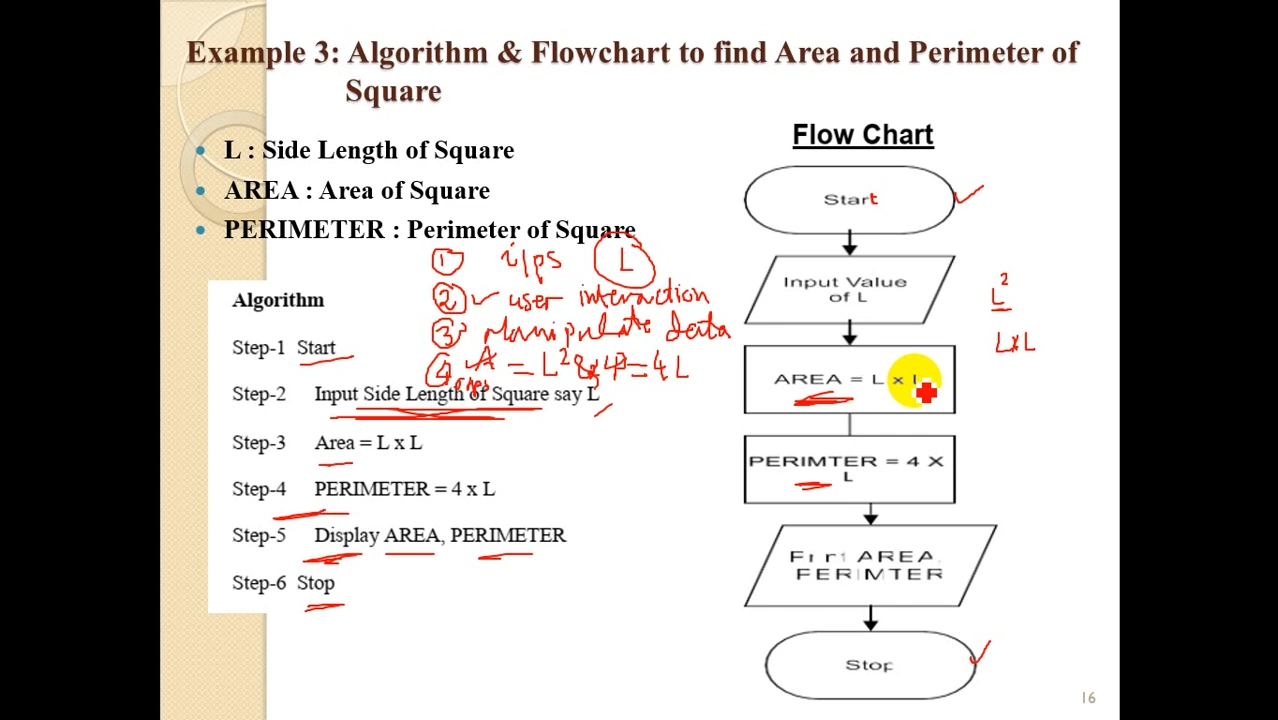 Example 3: Algorithm & Flowchart to find Area and Perimeter of
Square
L : Side Length of Square
AREA : Area of Square
PERIMETER : Perimeter of Square
1 i/ps L
2 user interaction
3 Manipulate data
4 A = L² & P = 4L
Algorithm
Step-1 Start
Step-2 Input Side Length of Square say L
Step-3 Area = L x L
Step-4 PERIMETER = 4 x L
Step-5 Display AREA, PERIMETER
Step-6 Stop
Flow Chart
Start
Input Value
of L
L²
LxL
AREA = L x L
PERIMTER = 4 X
L
Print AREA,
PERIMTER
Stop
16